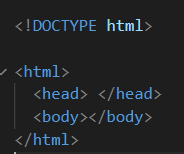 <!DOCTYPE html>
<html>
<head> </head>
<body></body>
</html>